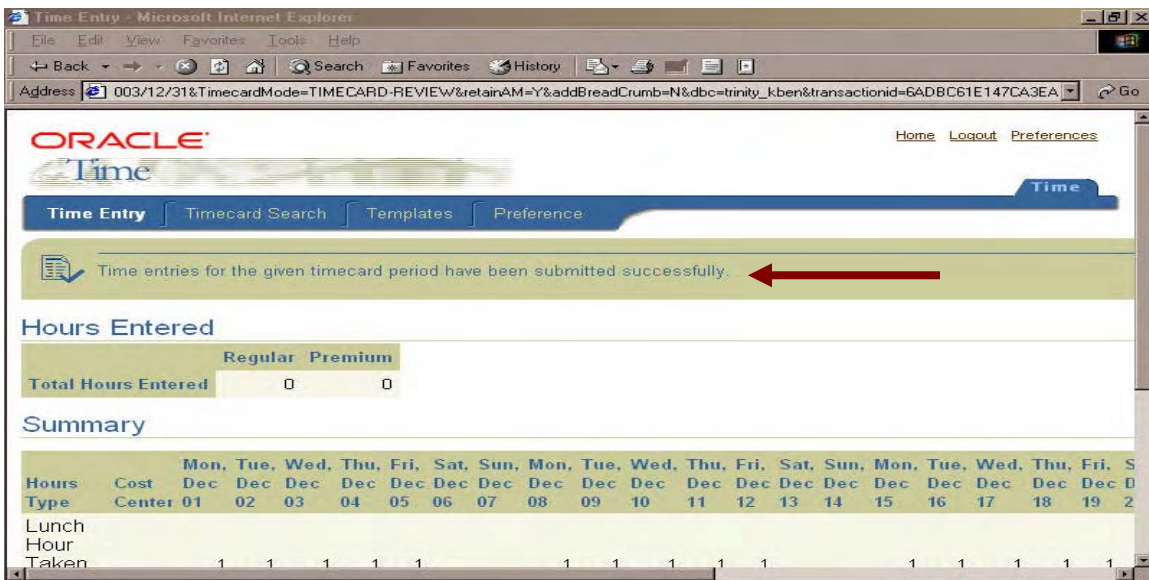 Time Entry - Microsoft Internet Explorer
File Edit View Favorites Tools Help
Back Search Favorites History
Address 003/12/31&TimecardMode=TIMECARD-REVIEW&retainAM=Y&addBreadCrumb=N&dbc=trinity_kben&transactionid=6ADBC61E147CA3EA Go
ORACLE Home Logout Preferences
Time
Time
Time Entry Timecard Search Templates Preference
Time entries for the given timecard period have been submitted successfully.
Hours Entered
Regular Premium
Total Hours Entered 0 0
Summary
Mon, Tue, Wed, Thu, Fri, Sat, Sun, Mon, Tue, Wed, Thu, Fri, Sat, Sun, Mon, Tue, Wed, Thu, Fri, S
Hours Cost Dec Dec Dec Dec Dec Dec Dec Dec Dec Dec Dec Dec Dec Dec Dec Dec Dec Dec Dec D
Type Center 01 02 03 04 05 06 07 08 09 10 11 12 13 14 15 16 17 18 19 2
Lunch
Hour
Taken 1 1 1 1 1 1 1 1 1 1 1 1 1 1 1